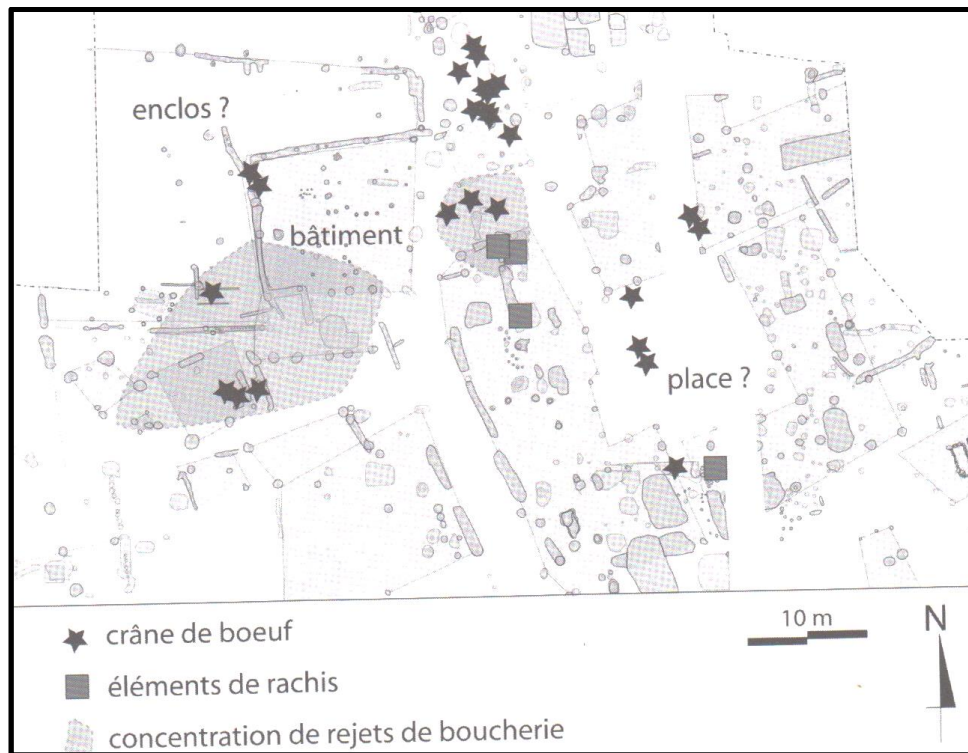 enclos ?
bâtiment
place ?
crâne de boeuf
éléments de rachis
concentration de rejets de boucherie
10 m
N